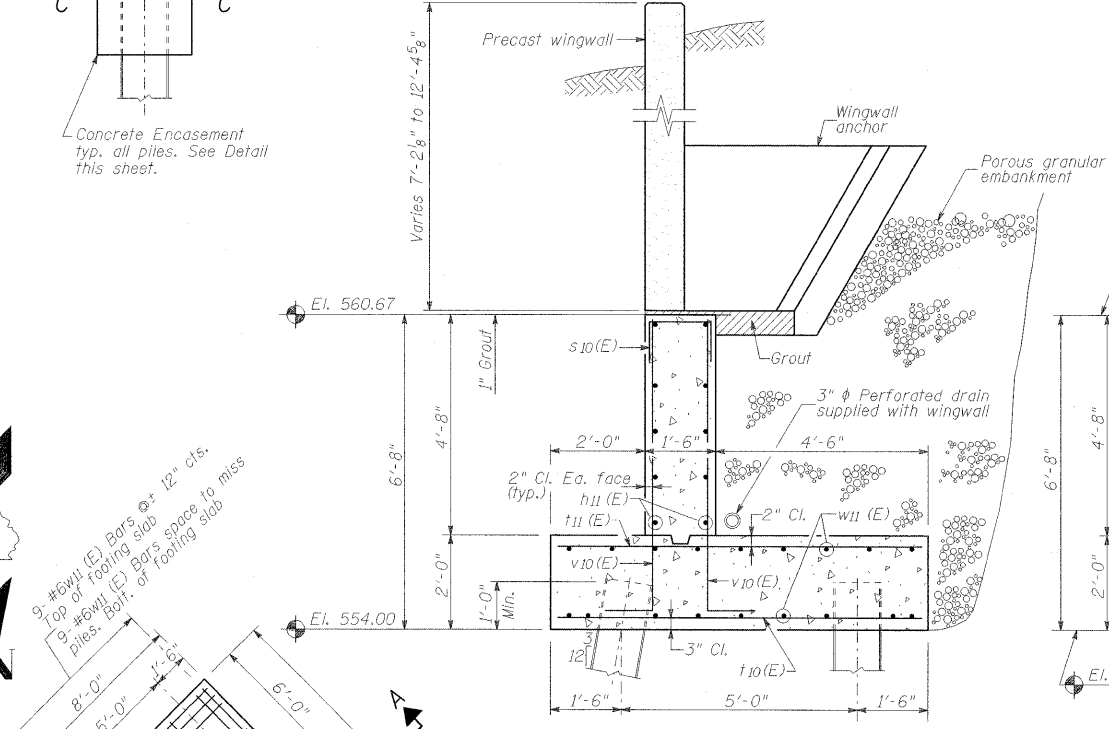 C C
Concrete Encasement
typ. all piles. See Detail
this sheet.
Varies 7'-2 1/8" to 12'-4 5/8"
Precast wingwall
Wingwall
anchor
Porous granular
embankment
El. 560.67
s10(E)
1" Grout
Grout
3" ϕ Perforated drain
supplied with wingwall
6'-8"
4'-8"
2'-0" 1'-6" 4'-6"
2" Cl. Ea. face
(typ.)
h11(E)
t11(E)
2" Cl.
w11(E)
v10(E)
v10(E)
2'-0"
1'-0"
Min.
El. 554.00
3
12
3" Cl.
t10(E)
1'-6" 5'-0" 1'-6"
6'-8"
4'-8"
2'-0"
El.
9-#6w11(E) Bars @± 12" cts.
Top of footing slab
9-#6w11(E) Bars space to miss
piles. Bott. of footing slab
8'-0"
1'-6"
5'-0"
6'-0"
A